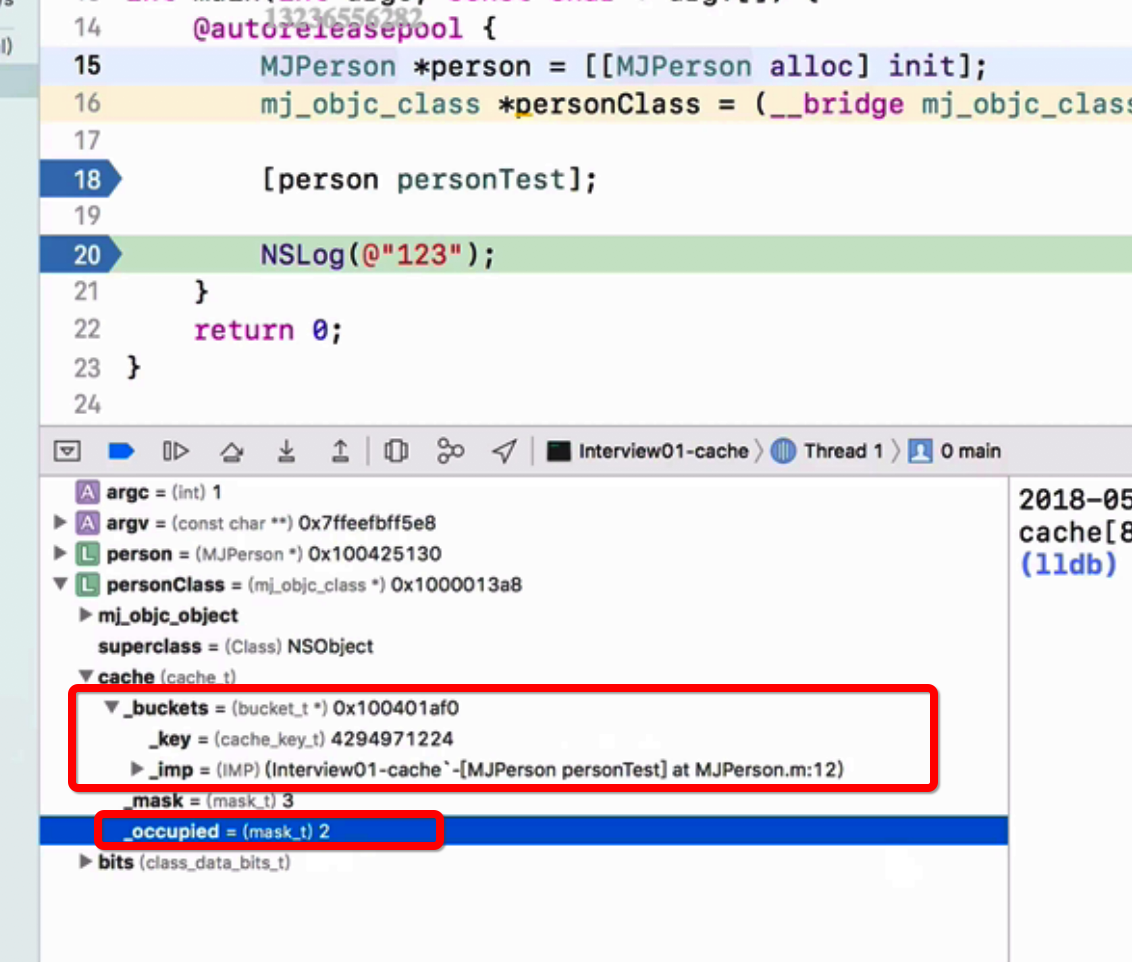 14 @autoreleasepool {
13236556282
15 MJPerson *person = [[MJPerson alloc] init];
16 mj_objc_class *personClass = (__bridge mj_objc_clas
17
18 [person personTest];
19
20 NSLog(@"123");
21 }
22 return 0;
23 }
24
Interview01-cache Thread 1 0 main
A argc = (int) 1
A argv = (const char **) 0x7ffeefbff5e8
L person = (MJPerson *) 0x100425130
L personClass = (mj_objc_class *) 0x1000013a8
mj_objc_object
superclass = (Class) NSObject
cache (cache_t)
_buckets = (bucket_t *) 0x100401af0
_key = (cache_key_t) 4294971224
_imp = (IMP) (Interview01-cache`-[MJPerson personTest] at MJPerson.m:12)
_mask = (mask_t) 3
_occupied = (mask_t) 2
bits (class_data_bits_t)
2018-05
cache[8
(lldb)